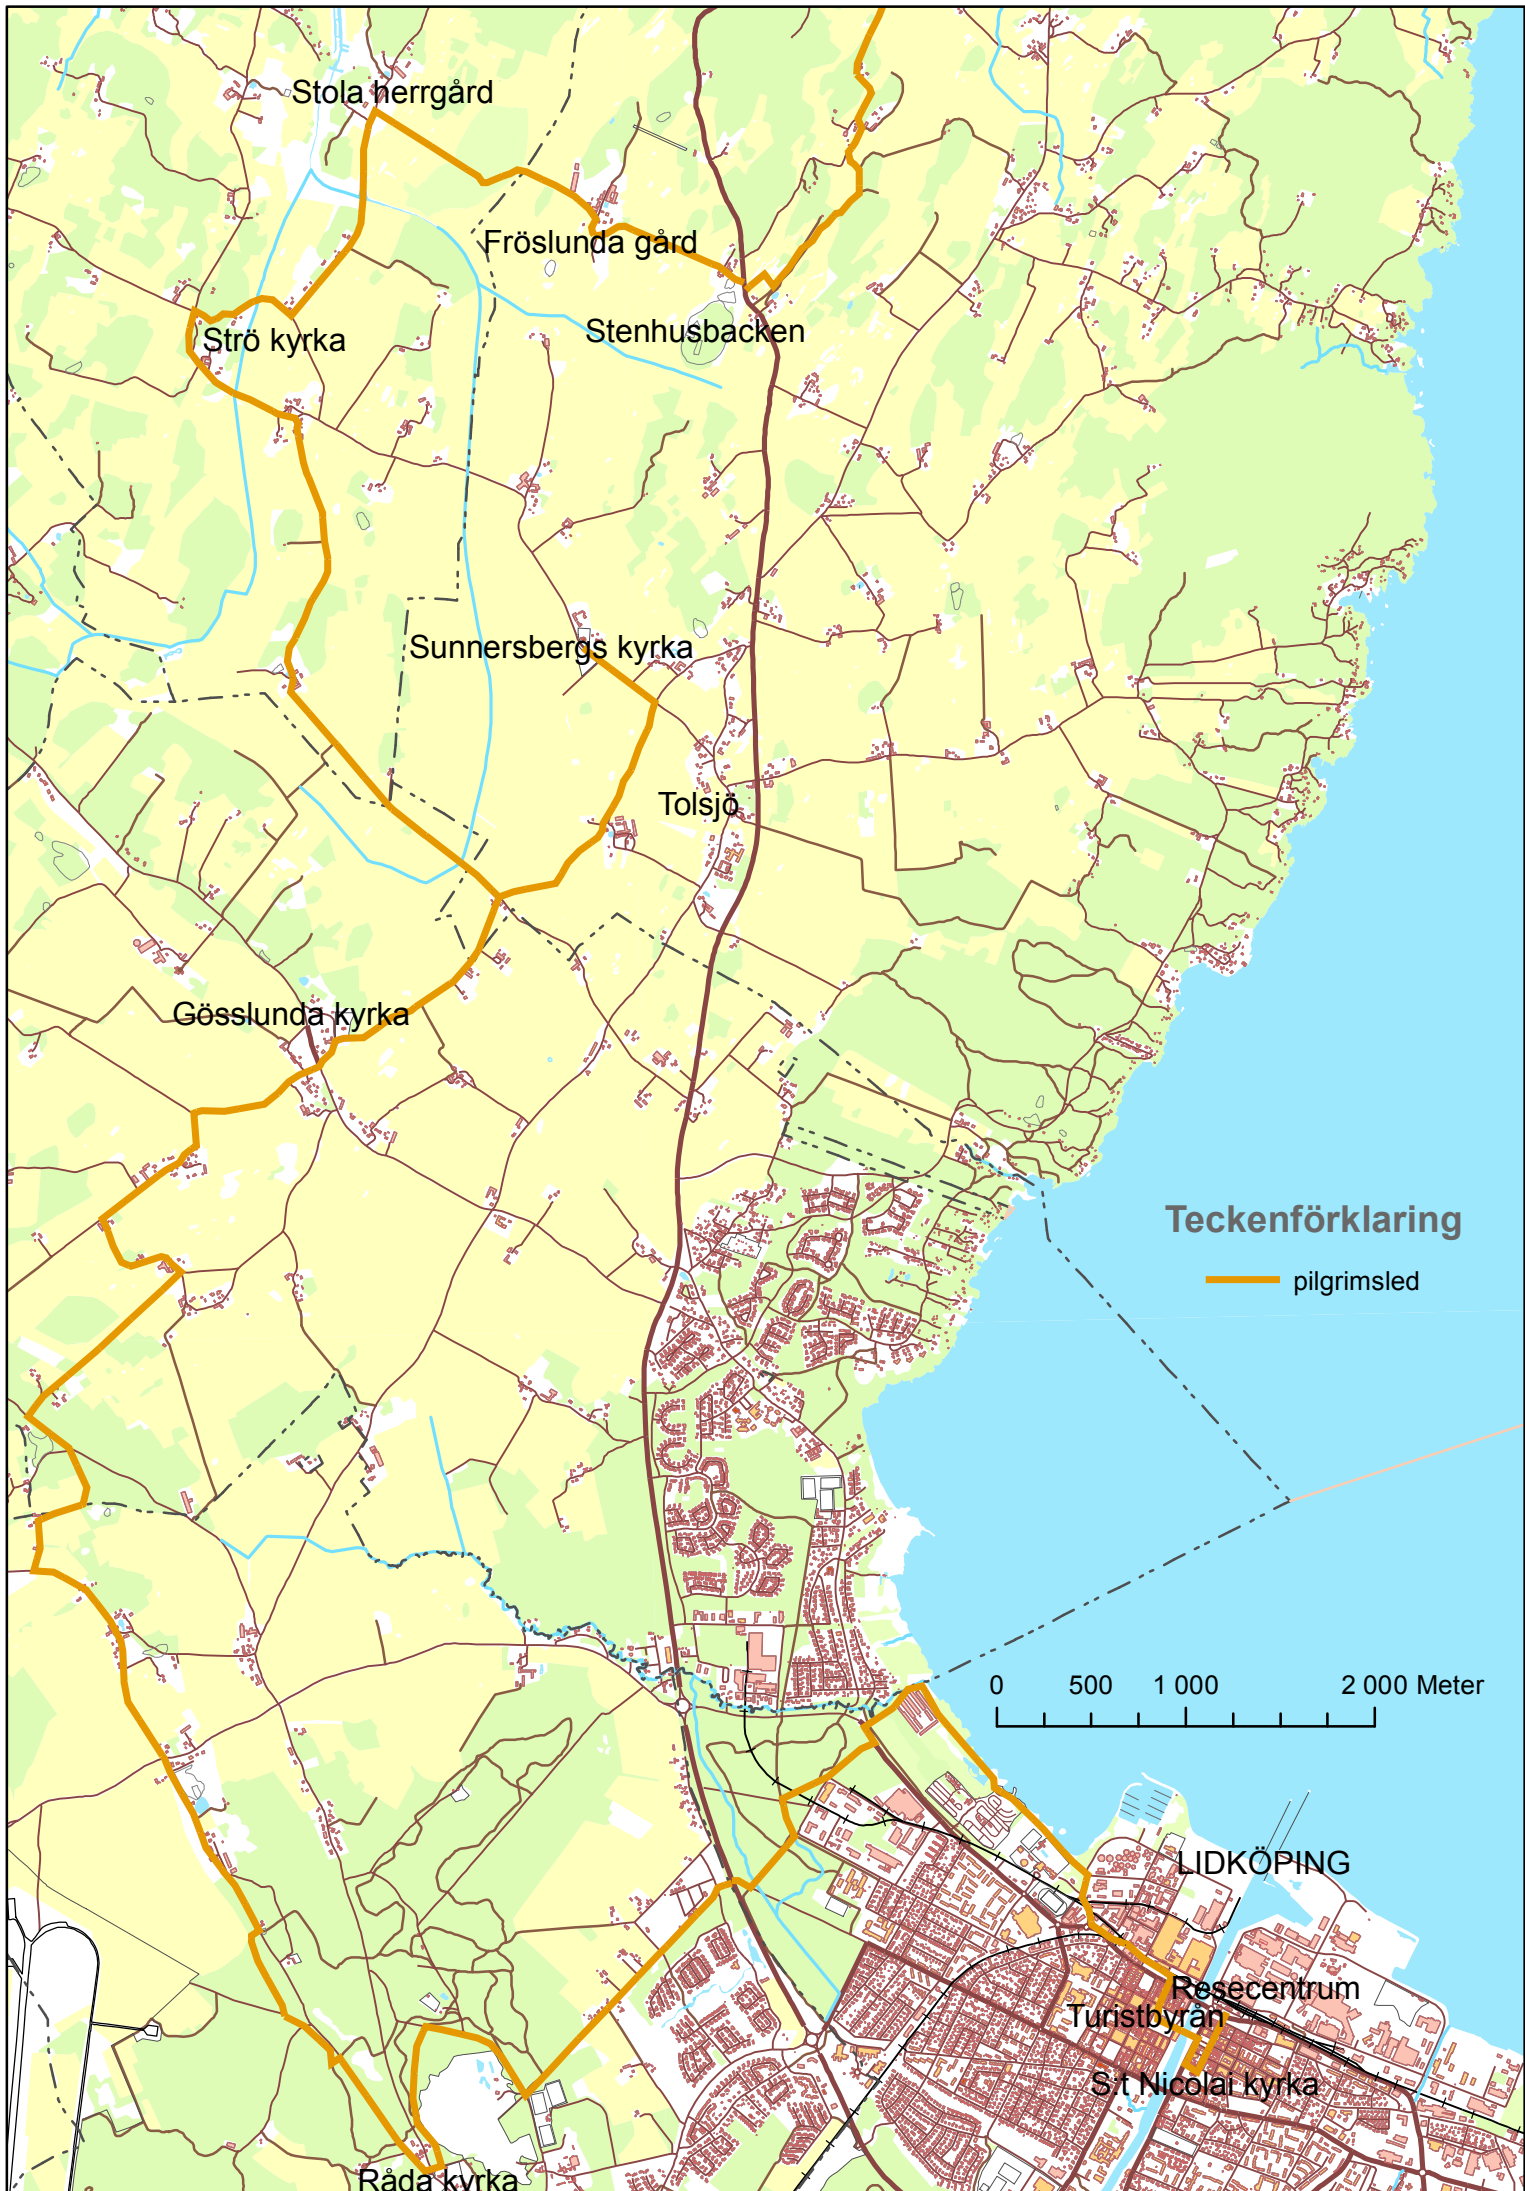 Stola herrgård
Fröslunda gård
Stenhusbacken
Strö kyrka
Sunnersbergs kyrka
Tolsjö
Gösslunda kyrka
Teckenförklaring
pilgrimsled
0 500 1 000 2 000 Meter
LIDKÖPING
Resecentrum
Turistbyrån
S:t Nicolai kyrka
Råda kyrka